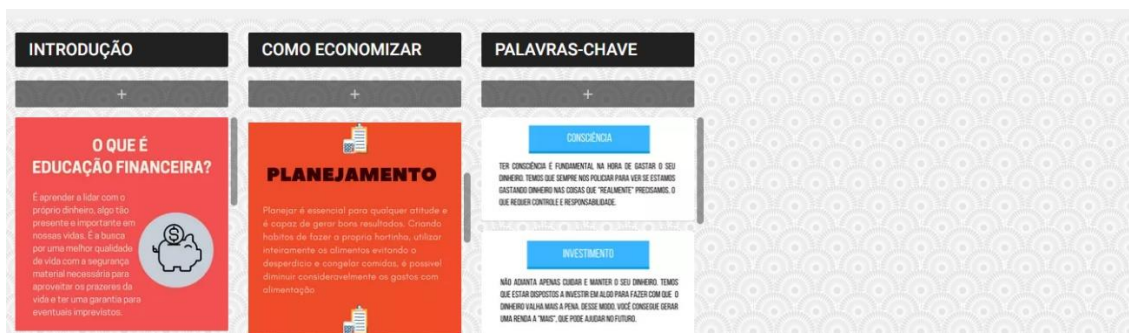 INTRODUÇÃO
+
O QUE É
EDUCAÇÃO FINANCEIRA?
É aprender a lidar com o
próprio dinheiro, algo tão
presente e importante em
nossas vidas. É a busca
por uma melhor qualidade
de vida com a segurança
material necessária para
aproveitar os prazeres da
vida e ter uma garantia para
eventuais imprevistos.
COMO ECONOMIZAR
+
PLANEJAMENTO
Planejar é essencial para qualquer atitude e
é capaz de gerar bons resultados. Criando
habitos de fazer a propria hortinha, utilizar
inteiramente os alimentos evitando o
desperdicio e congelar comidas, é possivel
diminuir consideravelmente os gastos com
alimentação
PALAVRAS-CHAVE
+
CONSCIÊNCIA
TER CONSCIÊNCIA É FUNDAMENTAL NA HORA DE GASTAR O SEU
DINHEIRO. TEMOS QUE SEMPRE NOS POLICIAR PARA VER SE ESTAMOS
GASTANDO DINHEIRO NAS COISAS QUE "REALMENTE" PRECISAMOS, O
QUE REQUER CONTROLE E RESPONSABILIDADE.
INVESTIMENTO
NÃO ADIANTA APENAS CUIDAR E MANTER O SEU DINHEIRO. TEMOS
QUE ESTAR DISPOSTOS A INVESTIR EM ALGO PARA FAZER COM QUE O
DINHEIRO VALHA MAIS A PENA. DESSE MODO, VOCÊ CONSEGUE GERAR
UMA RENDA A "MAIS", QUE PODE AJUDAR NO FUTURO.